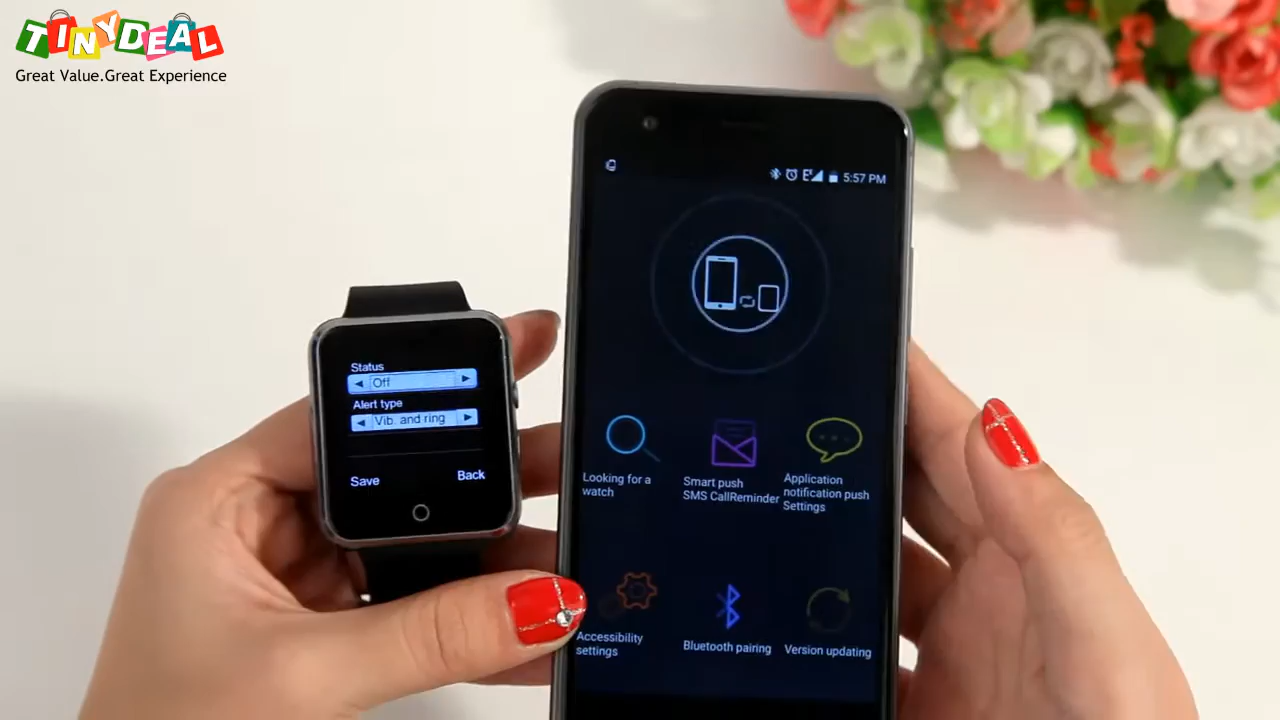 TINYDEAL
Great Value.Great Experience
Status
Off
Alert type
Vib. and ring
Save
Back
5:57 PM
Looking for a
watch
Smart push
SMS CallReminder
Application
notification push
Settings
Accessibility
settings
Bluetooth pairing
Version updating